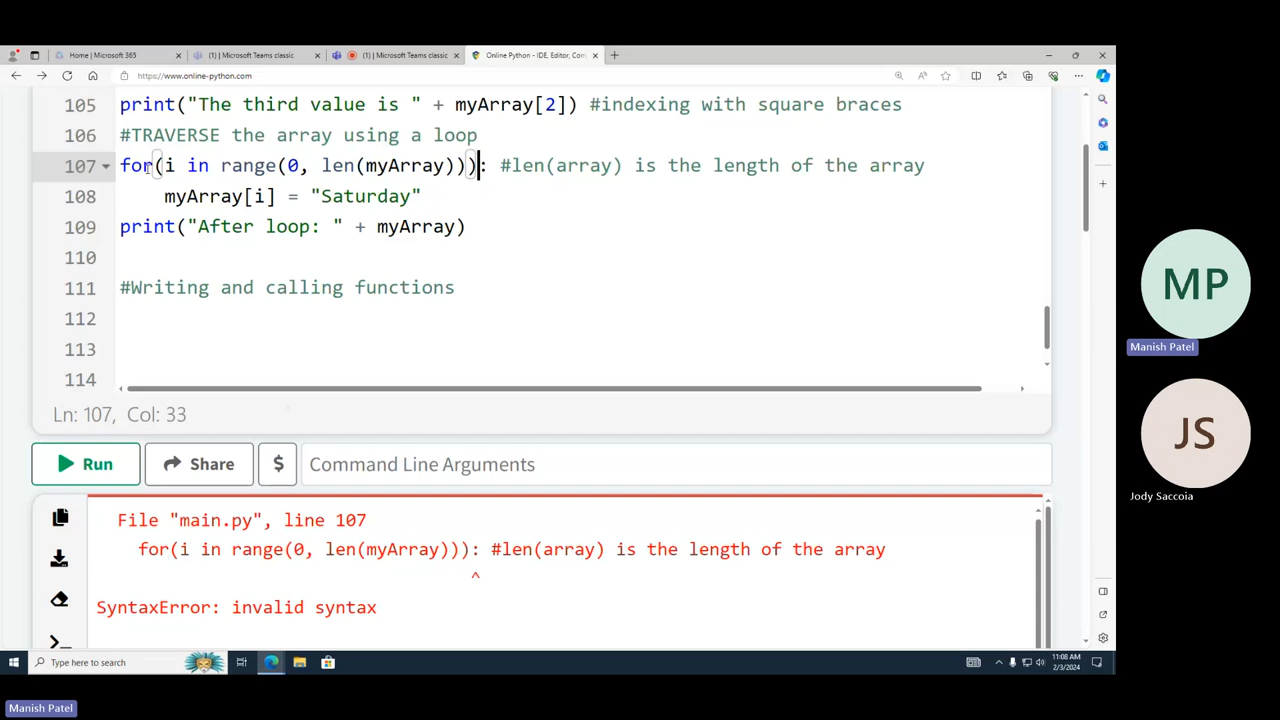 Home | Microsoft 365
(1) | Microsoft Teams classic
(1) | Microsoft Teams classic
Online Python - IDE, Editor, Com
https://www.online-python.com
105 print("The third value is " + myArray[2]) #indexing with square braces
106 #TRAVERSE the array using a loop
107 for(i in range(0, len(myArray))): #len(array) is the length of the array
108 myArray[i] = "Saturday"
109 print("After loop: " + myArray)
110
111 #Writing and calling functions
112
113
114
Ln: 107, Col: 33
Run
Share
$
Command Line Arguments
File "main.py", line 107
for(i in range(0, len(myArray))): #len(array) is the length of the array
^
SyntaxError: invalid syntax
Type here to search
11:08 AM
2/3/2024
MP
Manish Patel
JS
Jody Saccoia
Manish Patel